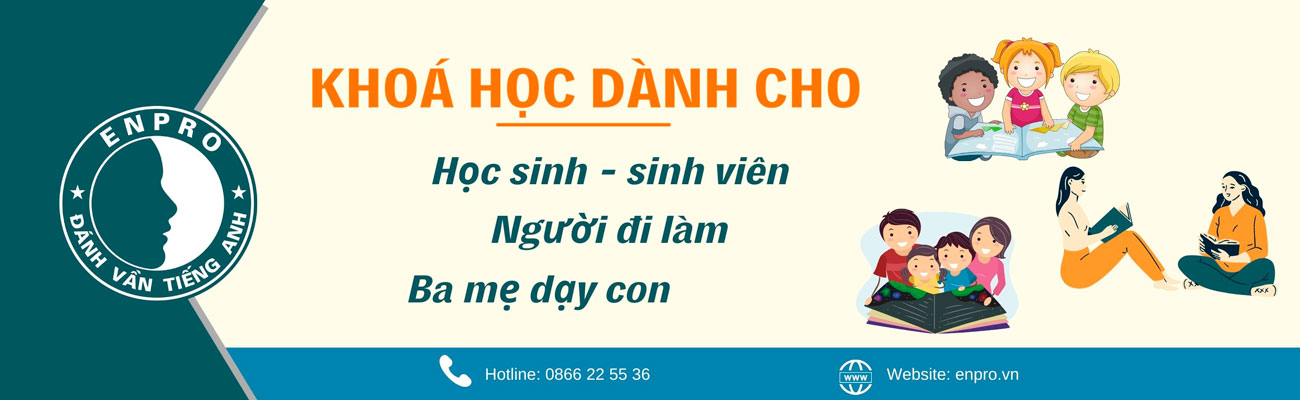 ENPRO
ĐÁNH VẦN TIẾNG ANH
KHOÁ HỌC DÀNH CHO
Học sinh - sinh viên
Người đi làm
Ba mẹ dạy con
Hotline: 0866 22 55 36
WWW
Website: enpro.vn